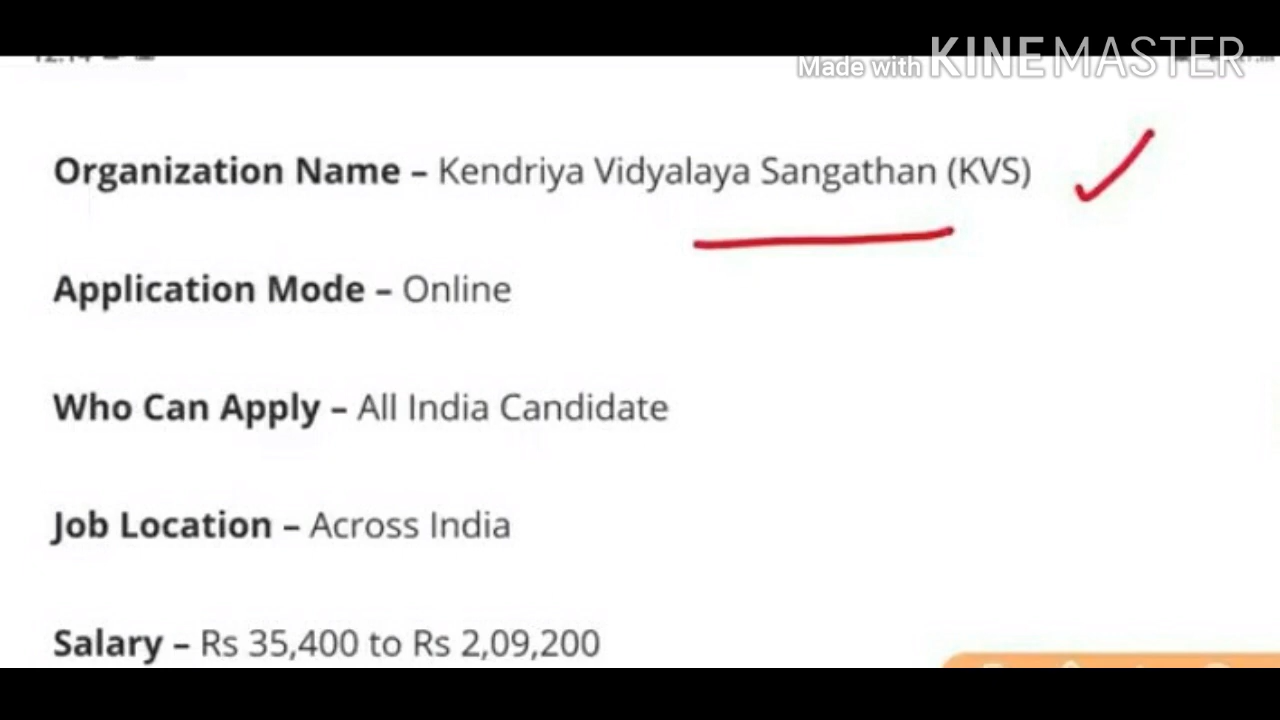 Made with KINEMASTER
Organization Name – Kendriya Vidyalaya Sangathan (KVS)
Application Mode – Online
Who Can Apply – All India Candidate
Job Location – Across India
Salary – Rs 35,400 to Rs 2,09,200